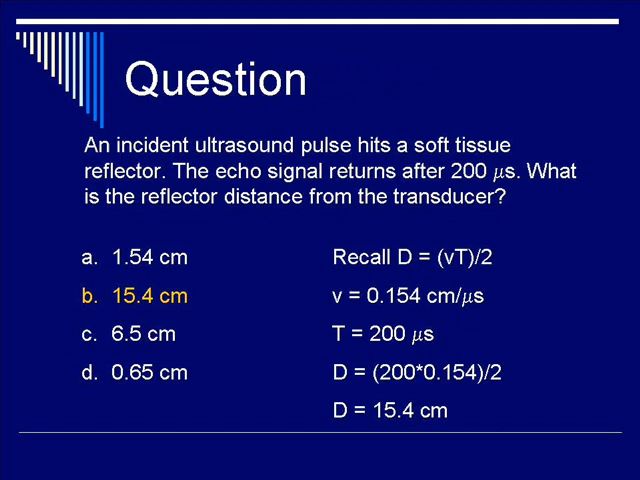 Question
An incident ultrasound pulse hits a soft tissue
reflector. The echo signal returns after 200 μs. What
is the reflector distance from the transducer?
a. 1.54 cm
b. 15.4 cm
c. 6.5 cm
d. 0.65 cm
Recall D = (vT)/2
v = 0.154 cm/μs
T = 200 μs
D = (200*0.154)/2
D = 15.4 cm